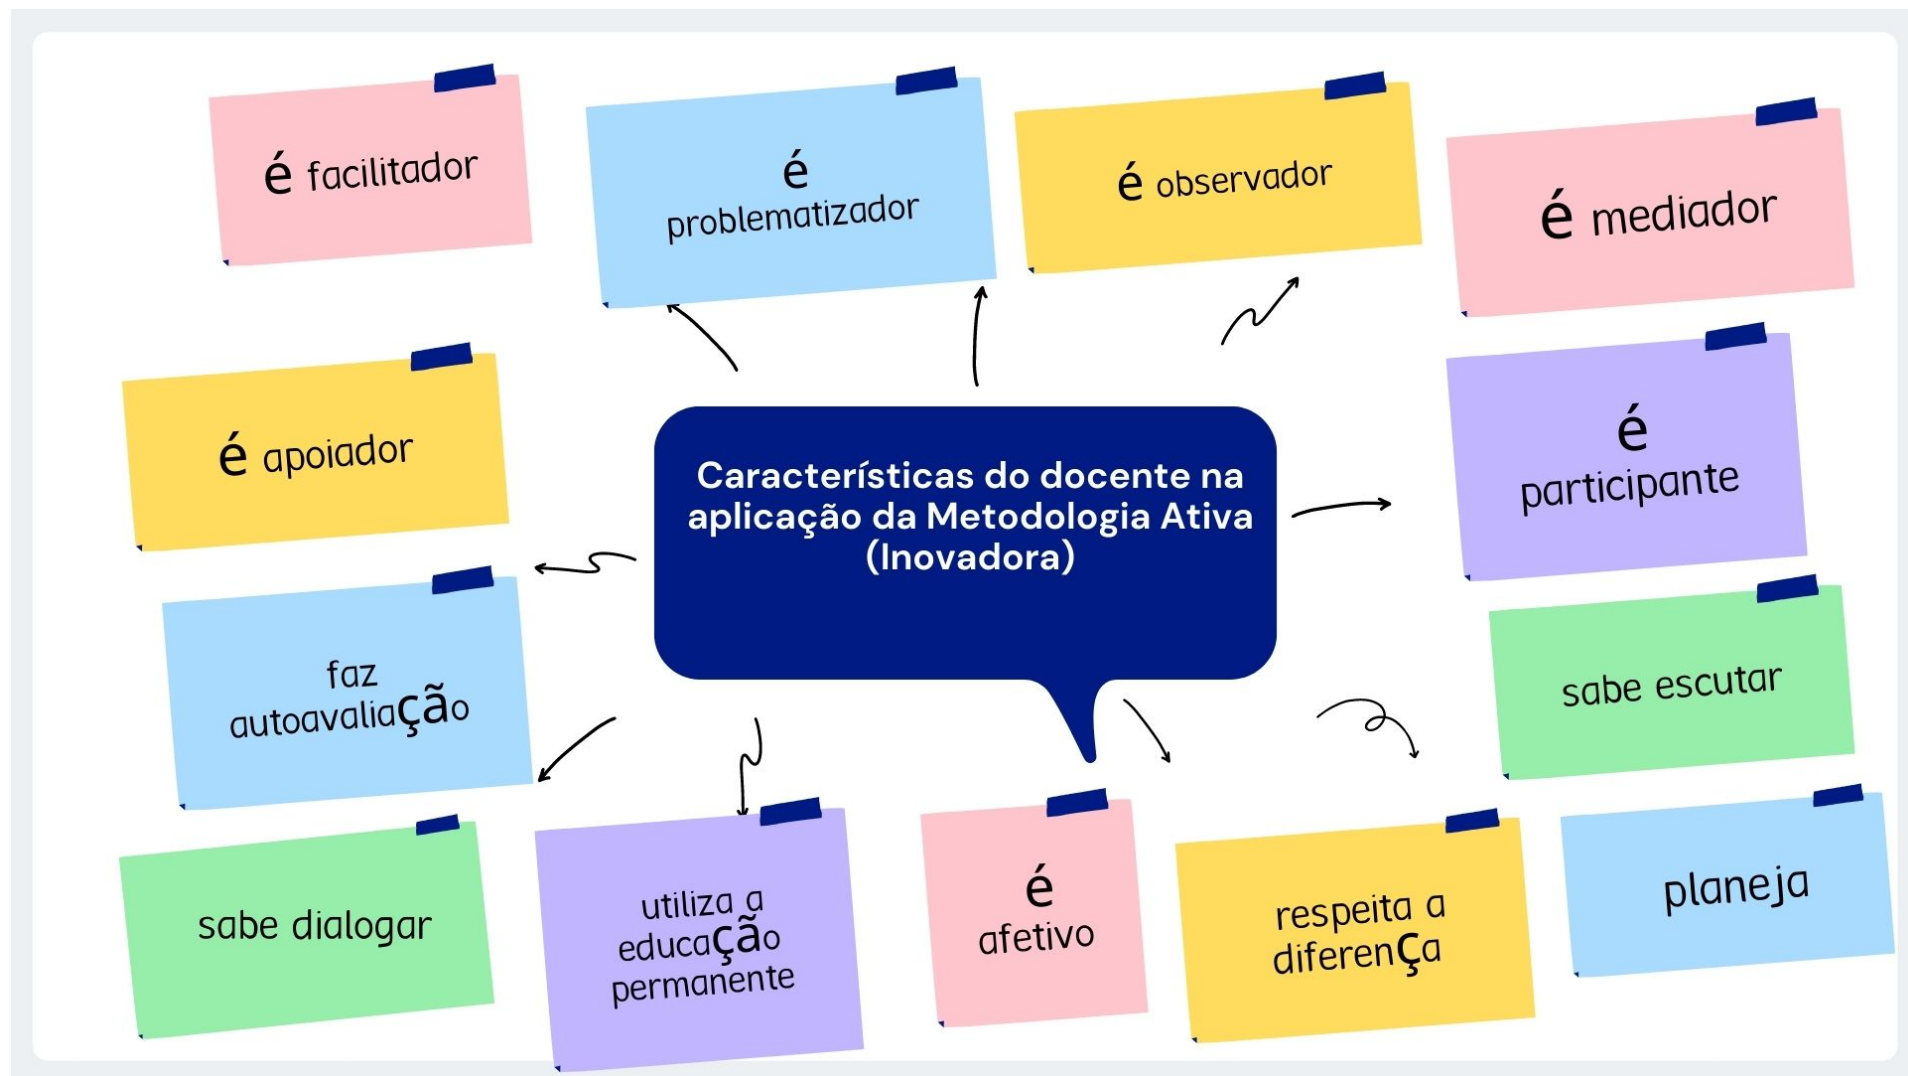 é facilitador
é
problematizador
é observador
é mediador
é apoiador
Características do docente na
aplicação da Metodologia Ativa
(Inovadora)
é
participante
faz
autoavaliação
sabe escutar
sabe dialogar
utiliza a
educação
permanente
é
afetivo
respeita a
diferença
planeja